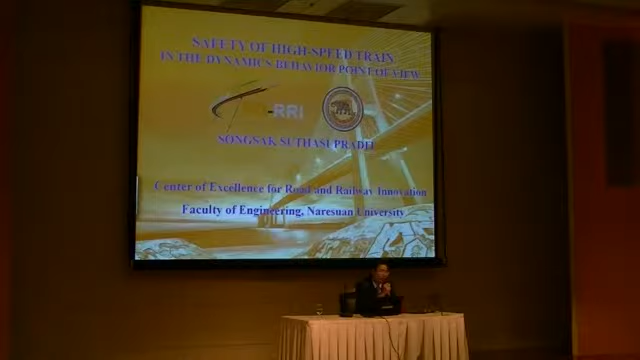 SAFETY OF HIGH-SPEED TRAIN
IN THE DYNAMICS BEHAVIOR POINT OF VIEW
-RRI
SONGSAK SUTHASUPRADIT
Center of Excellence for Road and Railway Innovation
Faculty of Engineering, Naresuan University